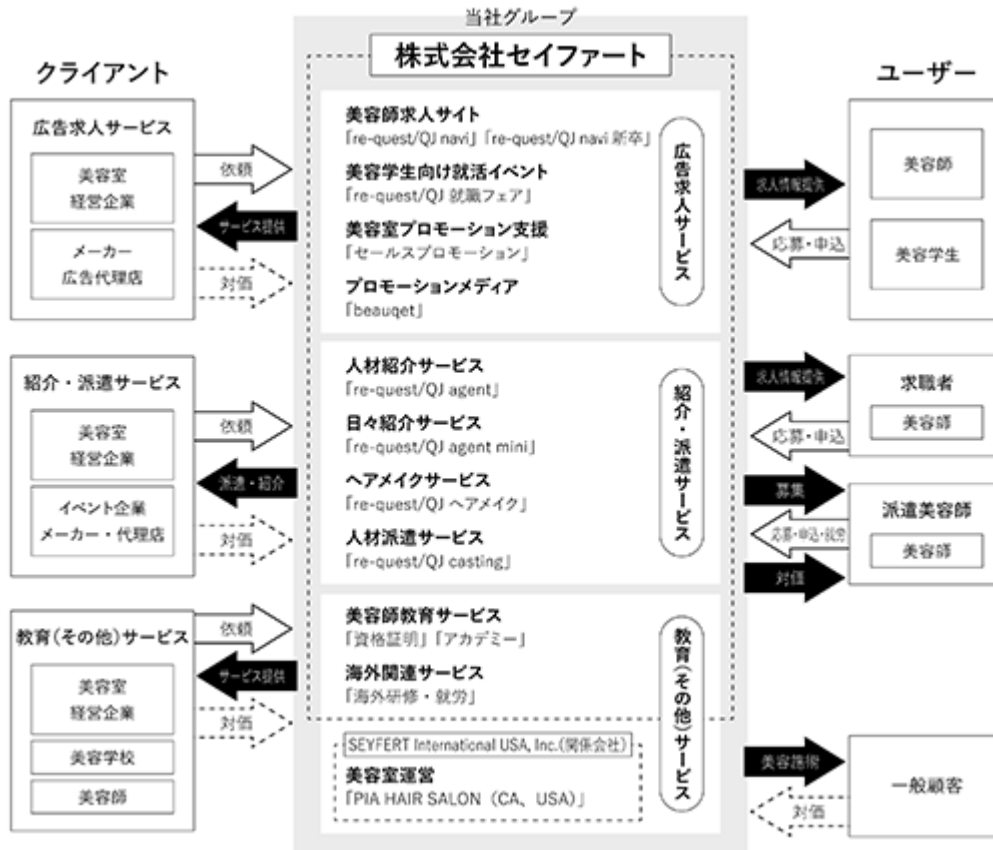 当社グループ
株式会社セイファート
クライアント
広告求人サービス
美容室
経営企業
メーカー
広告代理店
依頼
サービス提供
対価
美容師求人サイト
「re-quest/QJ navi」「re-quest/QJ navi 新卒」
美容学生向け就活イベント
「re-quest/QJ 就職フェア」
美容室プロモーション支援
「セールスプロモーション」
プロモーションメディア
「beauqet」
広告求人サービス
求人情報提供
応募・申込
ユーザー
美容師
美容学生
紹介・派遣サービス
美容室
経営企業
イベント企業
メーカー・代理店
依頼
派遣・紹介
対価
人材紹介サービス
「re-quest/QJ agent」
日々紹介サービス
「re-quest/QJ agent mini」
ヘアメイクサービス
「re-quest/QJ ヘアメイク」
人材派遣サービス
「re-quest/QJ casting」
紹介・派遣サービス
求人情報提供
応募・申込
募集
応募・申込・就労
対価
求職者
美容師
派遣美容師
美容師
教育(その他)サービス
美容室
経営企業
美容学校
美容師
依頼
サービス提供
対価
美容師教育サービス
「資格証明」「アカデミー」
海外関連サービス
「海外研修・就労」
SEYFERT International USA, Inc.(関係会社)
美容室運営
「PIA HAIR SALON（CA、USA）」
教育(その他)サービス
美容施術
対価
一般顧客